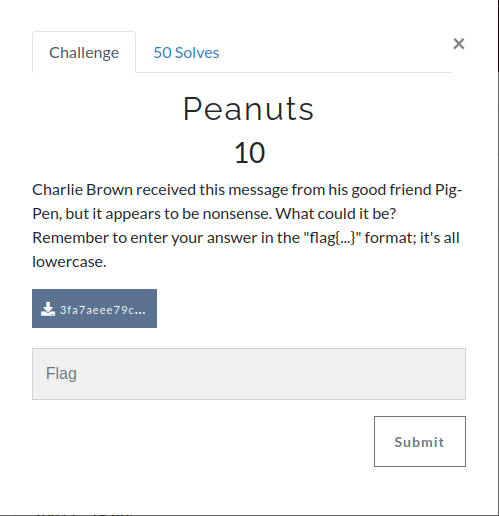 Challenge
50 Solves
×
Peanuts
10
Charlie Brown received this message from his good friend Pig-
Pen, but it appears to be nonsense. What could it be?
Remember to enter your answer in the "flag{...}" format; it's all
lowercase.
3fa7aeee79c...
Flag
Submit